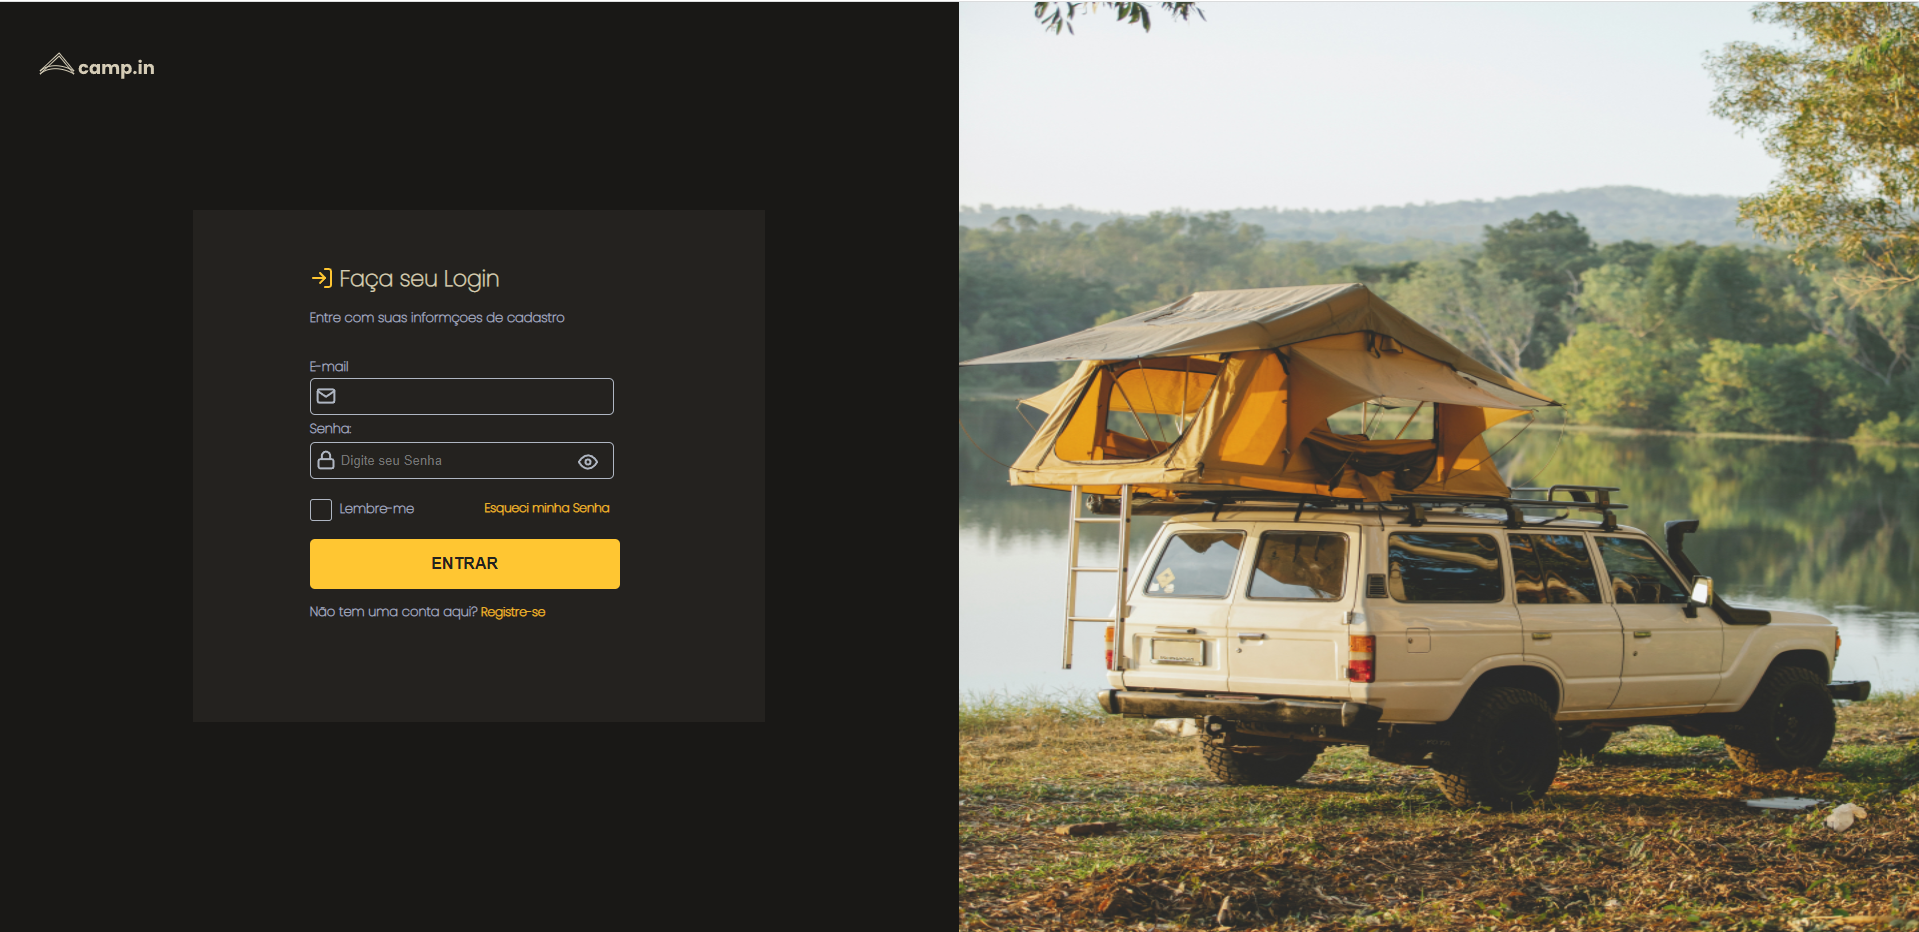 camp.in
Faça seu Login
Entre com suas informçoes de cadastro
E-mail
Senha:
Digite seu Senha
Lembre-me
Esqueci minha Senha
ENTRAR
Não tem uma conta aqui? Registre-se